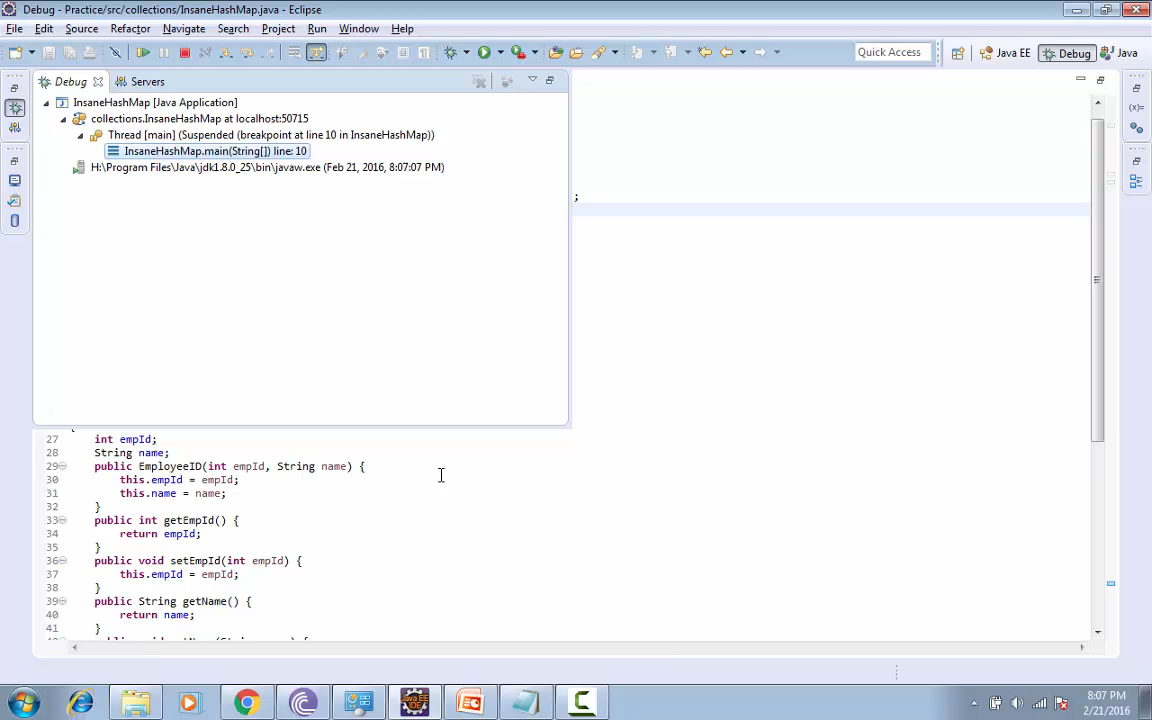 Debug - Practice/src/collections/InsaneHashMap.java - Eclipse
File Edit Source Refactor Navigate Search Project Run Window Help
Quick Access Java EE Debug Java
Debug Servers
InsaneHashMap [Java Application]
collections.InsaneHashMap at localhost:50715
Thread [main] (Suspended (breakpoint at line 10 in InsaneHashMap))
InsaneHashMap.main(String[]) line: 10
H:\Program Files\Java\jdk1.8.0_25\bin\javaw.exe (Feb 21, 2016, 8:07:07 PM)
;
27 int empId;
28 String name;
29 public EmployeeID(int empId, String name) {
30 this.empId = empId;
31 this.name = name;
32 }
33 public int getEmpId() {
34 return empId;
35 }
36 public void setEmpId(int empId) {
37 this.empId = empId;
38 }
39 public String getName() {
40 return name;
41 }
8:07 PM
2/21/2016